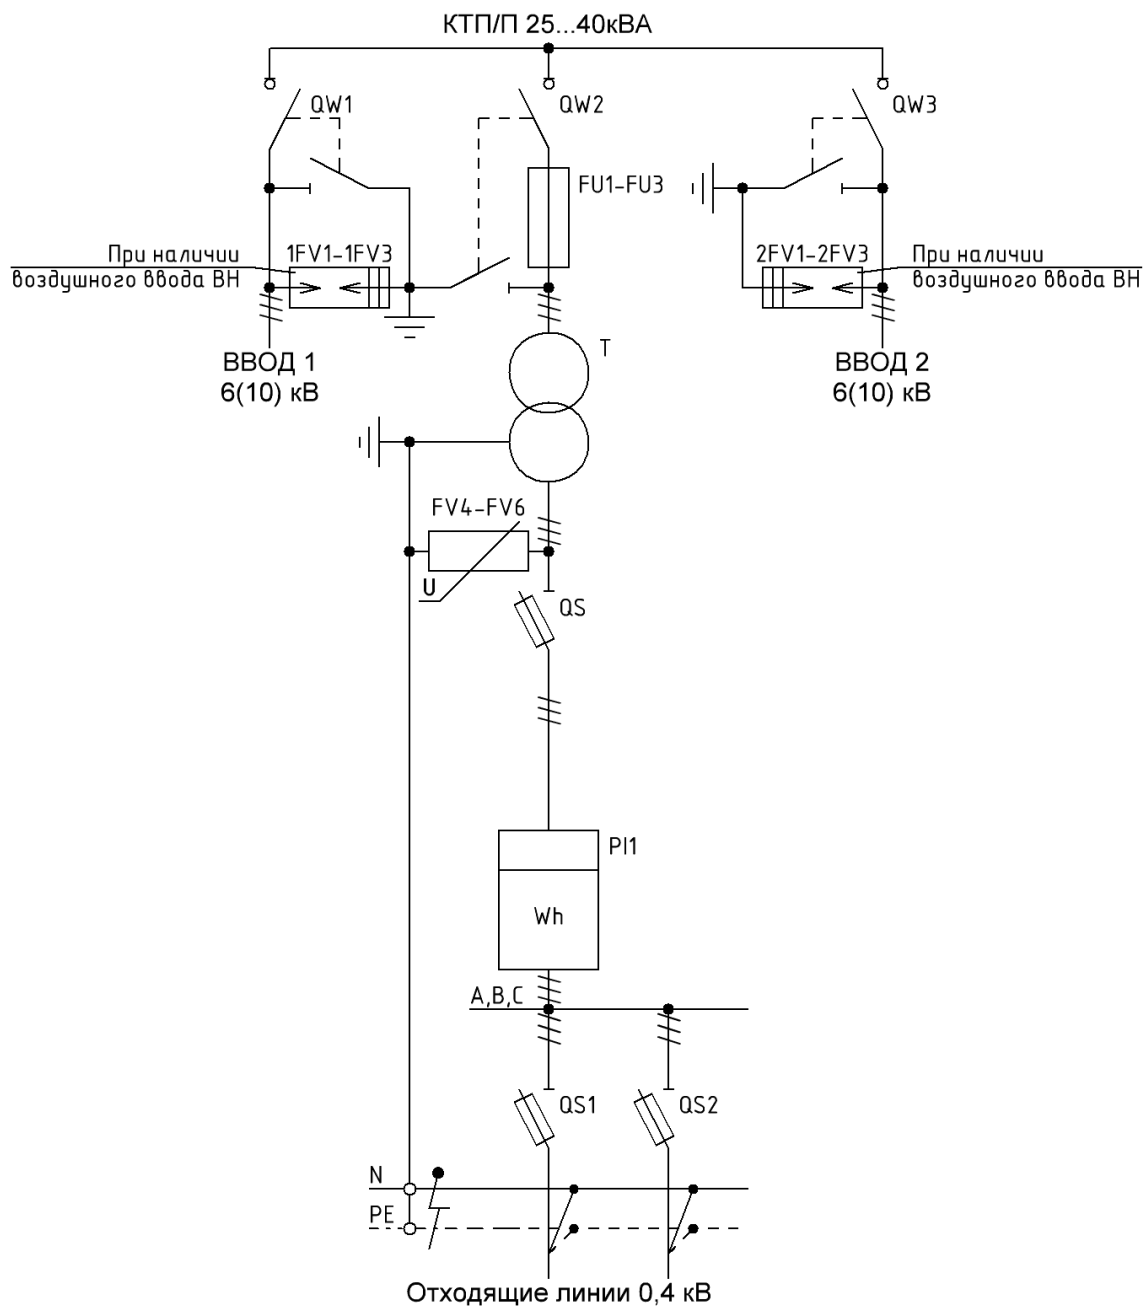 КТП/П 25...40кВА
QW1
QW2
QW3
FU1-FU3
При наличии
воздушного ввода ВН
1FV1-1FV3
2FV1-2FV3
При наличии
воздушного ввода ВН
ВВОД 1
6(10) кВ
T
ВВОД 2
6(10) кВ
FV4-FV6
U
QS
PI1
Wh
A,B,C
QS1
QS2
N
PE
Отходящие линии 0,4 кВ